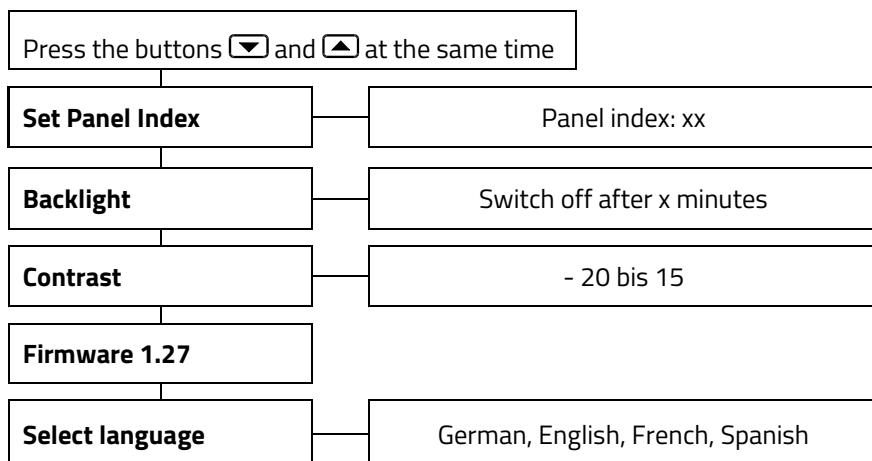 Press the buttons ▼ and ▲ at the same time
Set Panel Index
Panel index: xx
Backlight
Switch off after x minutes
Contrast
- 20 bis 15
Firmware 1.27
Select language
German, English, French, Spanish